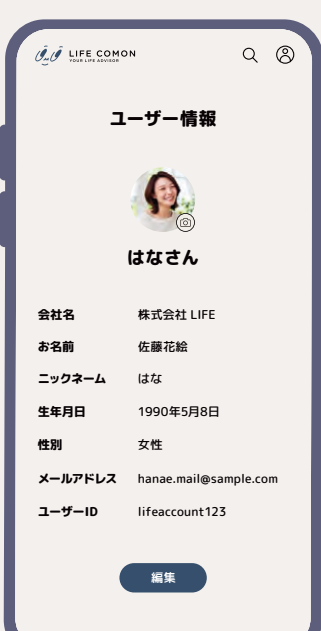 LIFE COMON
YOUR LIFE ADVISOR
ユーザー情報
はなさん
会社名 株式会社 LIFE
お名前 佐藤花絵
ニックネーム はな
生年月日 1990年5月8日
性別 女性
メールアドレス hanae.mail@sample.com
ユーザーID lifeaccount123
編集